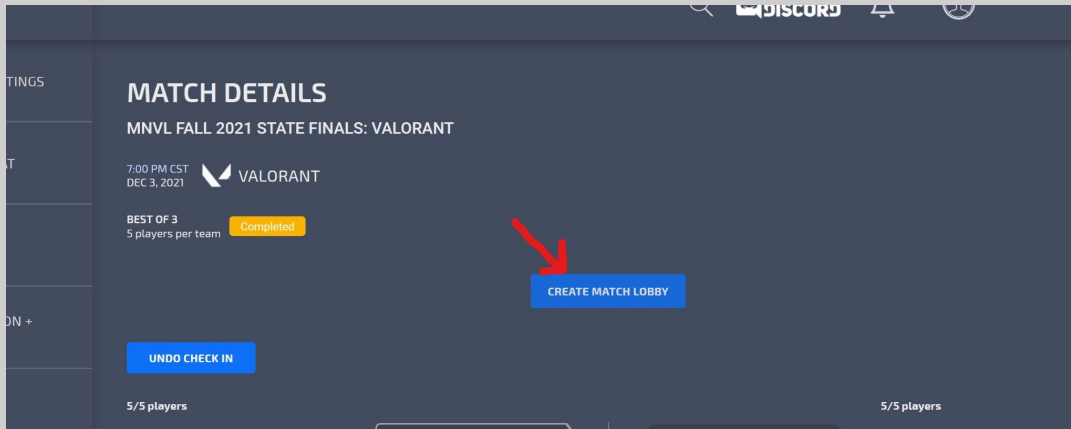 DISCORD
TINGS
MATCH DETAILS
MNVL FALL 2021 STATE FINALS: VALORANT
7:00 PM CST
DEC 3, 2021
VALORANT
BEST OF 3
5 players per team
Completed
CREATE MATCH LOBBY
ON +
UNDO CHECK IN
5/5 players
5/5 players